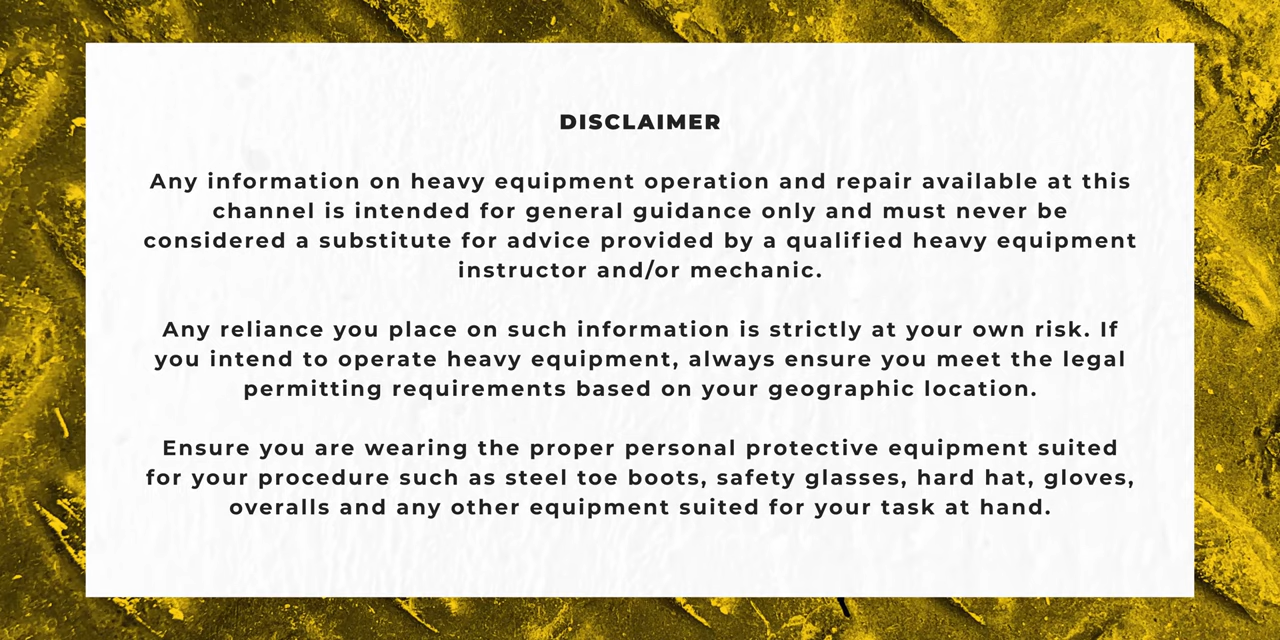 DISCLAIMER
Any information on heavy equipment operation and repair available at this
channel is intended for general guidance only and must never be
considered a substitute for advice provided by a qualified heavy equipment
instructor and/or mechanic.
Any reliance you place on such information is strictly at your own risk. If
you intend to operate heavy equipment, always ensure you meet the legal
permitting requirements based on your geographic location.
Ensure you are wearing the proper personal protective equipment suited
for your procedure such as steel toe boots, safety glasses, hard hat, gloves,
overalls and any other equipment suited for your task at hand.